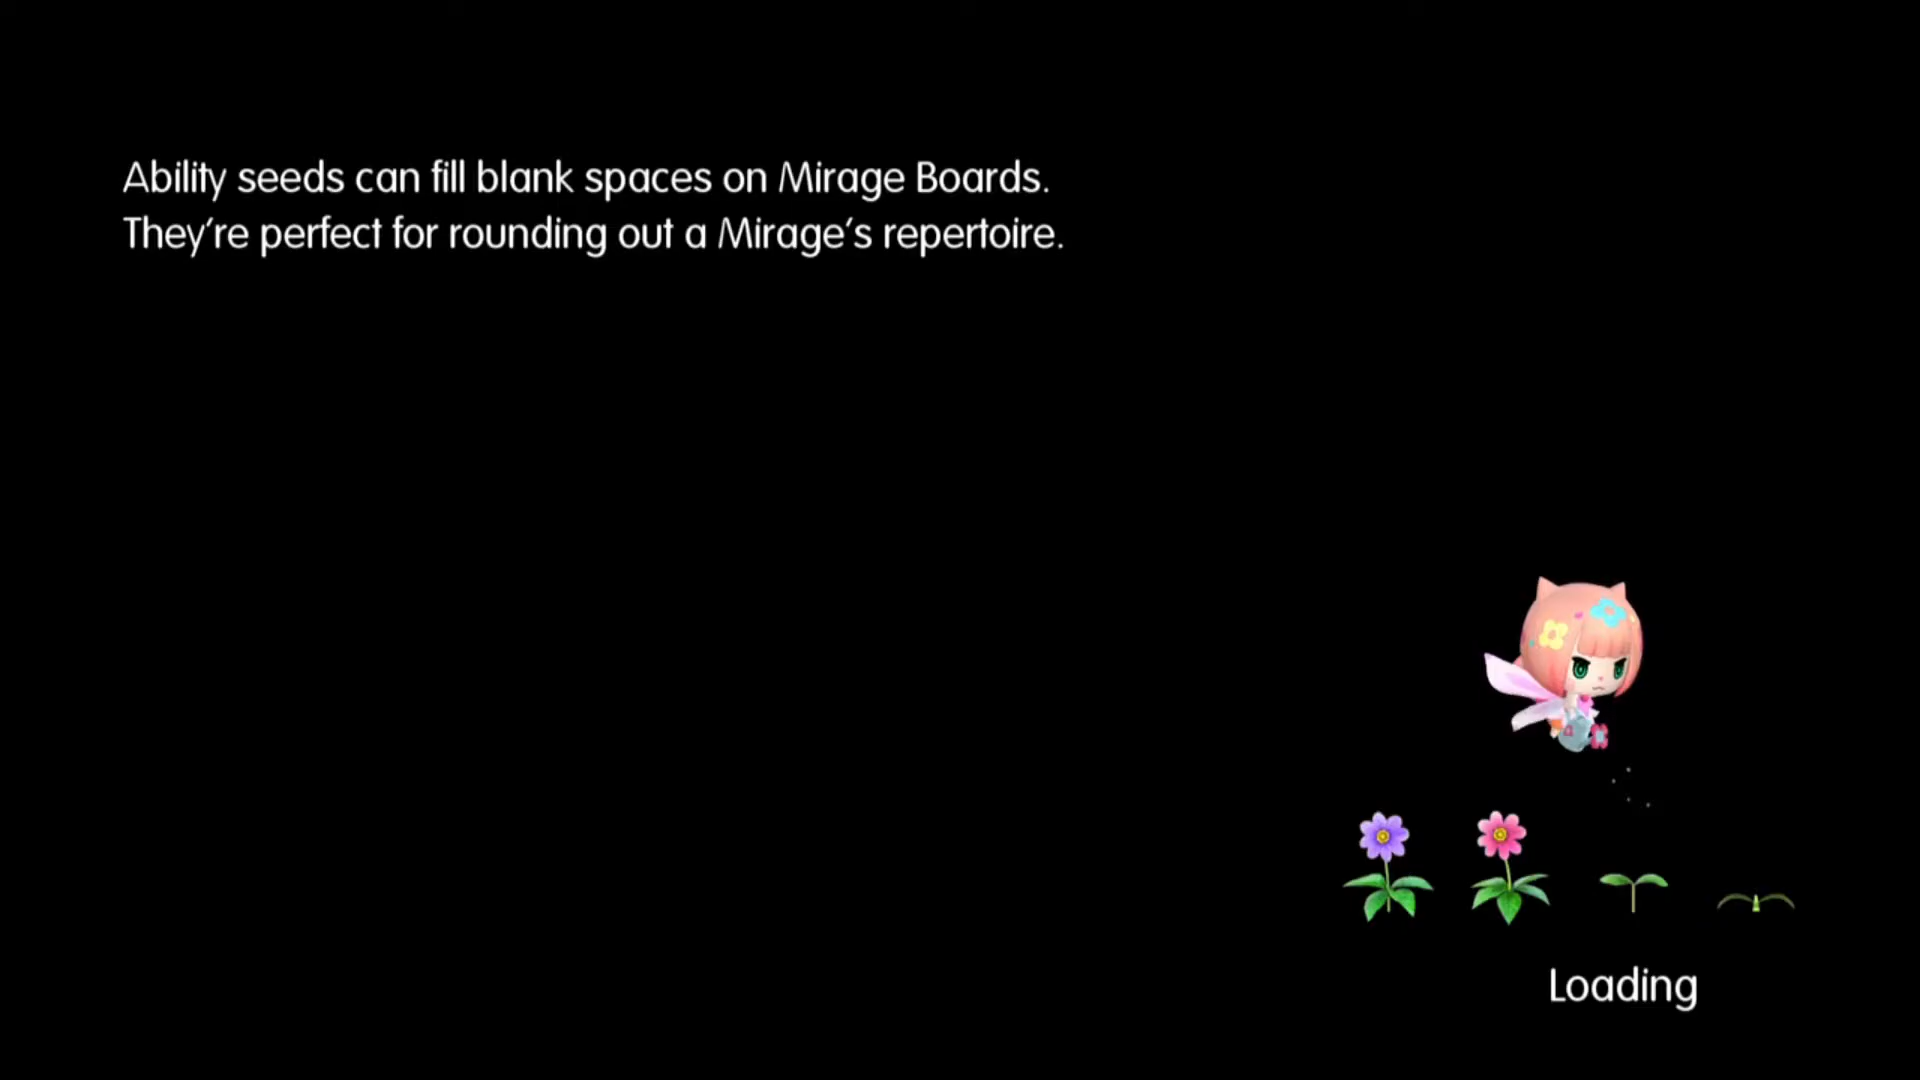 Ability seeds can fill blank spaces on Mirage Boards.
They're perfect for rounding out a Mirage's repertoire.
Loading